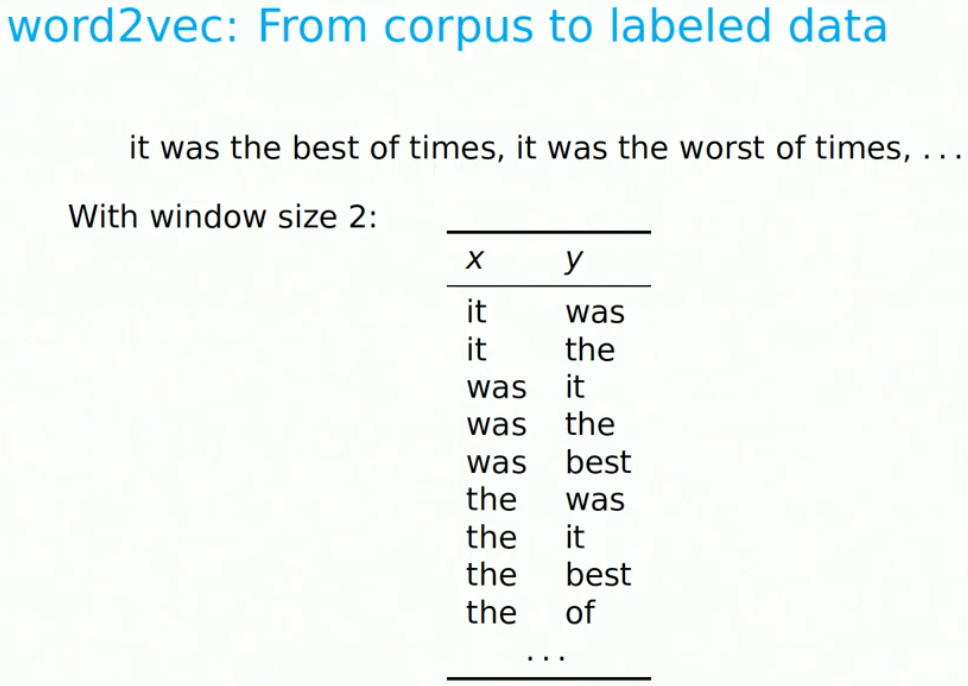 word2vec: From corpus to labeled data
it was the best of times, it was the worst of times, ...
With window size 2:
x y
it was
it the
was it
was the
was best
the was
the it
the best
the of
...